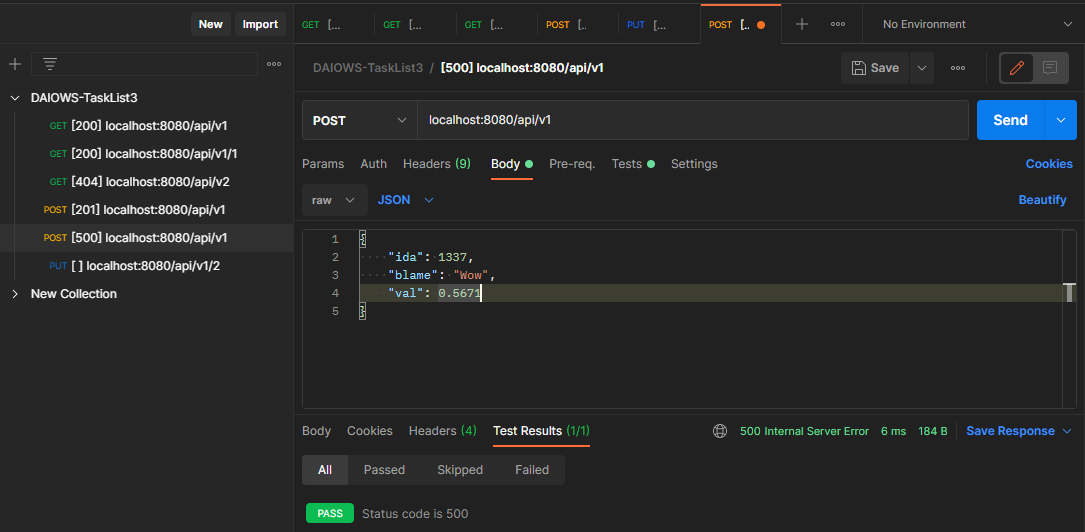 New Import
GET [... GET [... GET [... POST [.. PUT [... POST [.. No Environment
DAIOWS-TaskList3 / [500] localhost:8080/api/v1 Save
DAIOWS-TaskList3
GET [200] localhost:8080/api/v1
GET [200] localhost:8080/api/v1/1
GET [404] localhost:8080/api/v2
POST [201] localhost:8080/api/v1
POST [500] localhost:8080/api/v1
PUT [ ] localhost:8080/api/v1/2
New Collection
POST localhost:8080/api/v1 Send
Params Auth Headers (9) Body Pre-req. Tests Settings Cookies
raw JSON Beautify
1 {
2 "ida": 1337,
3 "blame": "Wow",
4 "val": 0.5671
5 }
Body Cookies Headers (4) Test Results (1/1) 500 Internal Server Error 6 ms 184 B Save Response
All Passed Skipped Failed
PASS Status code is 500